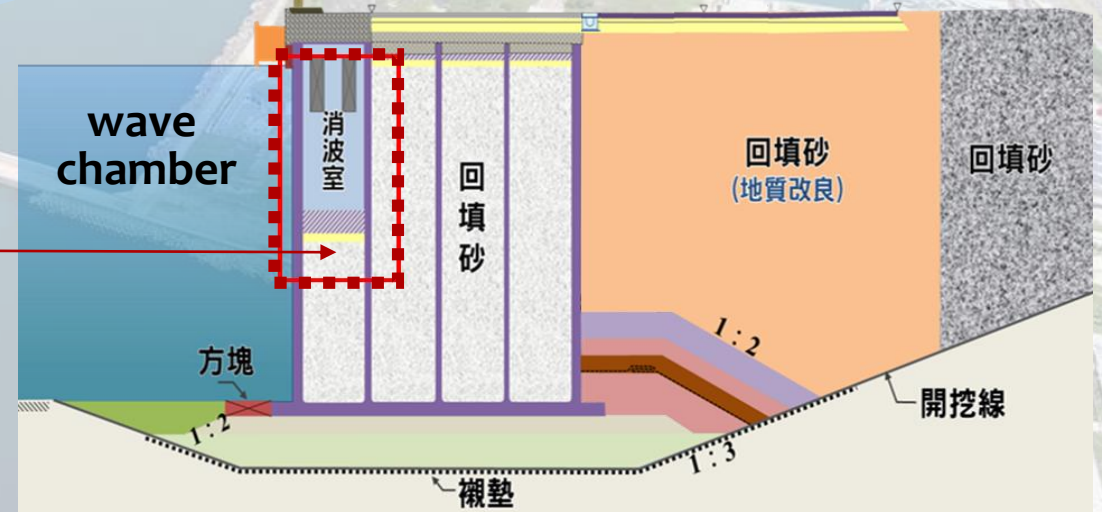 wave
chamber
消波室
回填砂
回填砂
(地質改良)
回填砂
1:2
方塊
開挖線
1:2
1:3
襯墊